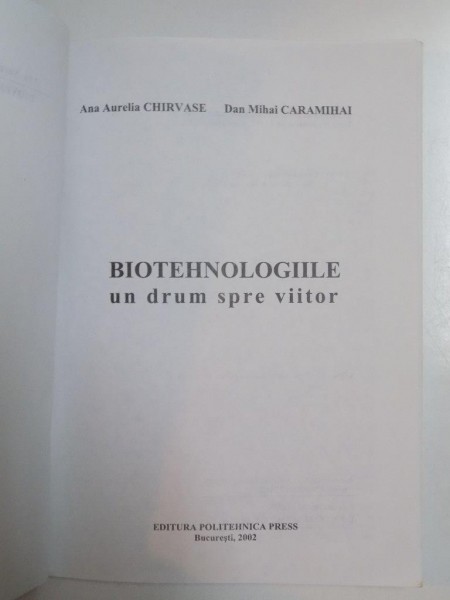 Ana Aurelia CHIRVASE Dan Mihai CARAMIHAI
BIOTEHNOLOGIILE
un drum spre viitor
EDITURA POLITEHNICA PRESS
Bucureşti, 2002